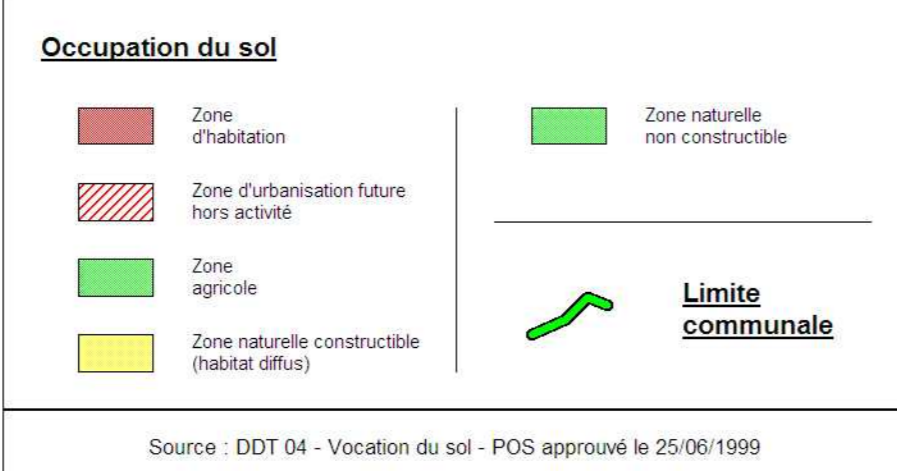 Occupation du sol
Zone
d'habitation
Zone d'urbanisation future
hors activité
Zone
agricole
Zone naturelle constructible
(habitat diffus)
Zone naturelle
non constructible
Limite
communale
Source : DDT 04 - Vocation du sol - POS approuvé le 25/06/1999